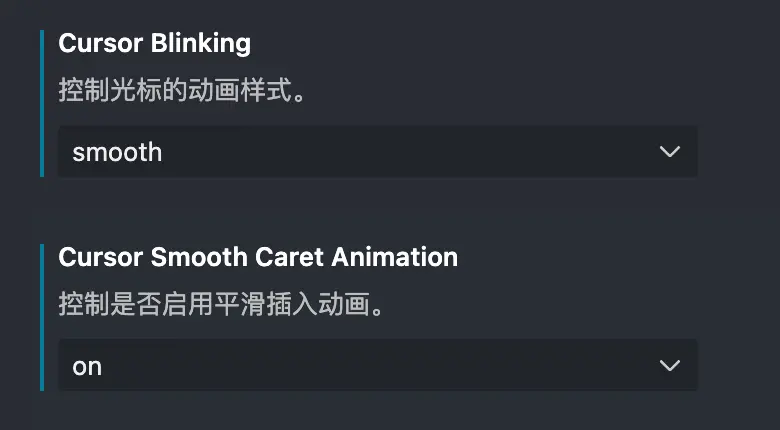 Cursor Blinking
控制光标的动画样式。
smooth
Cursor Smooth Caret Animation
控制是否启用平滑插入动画。
on